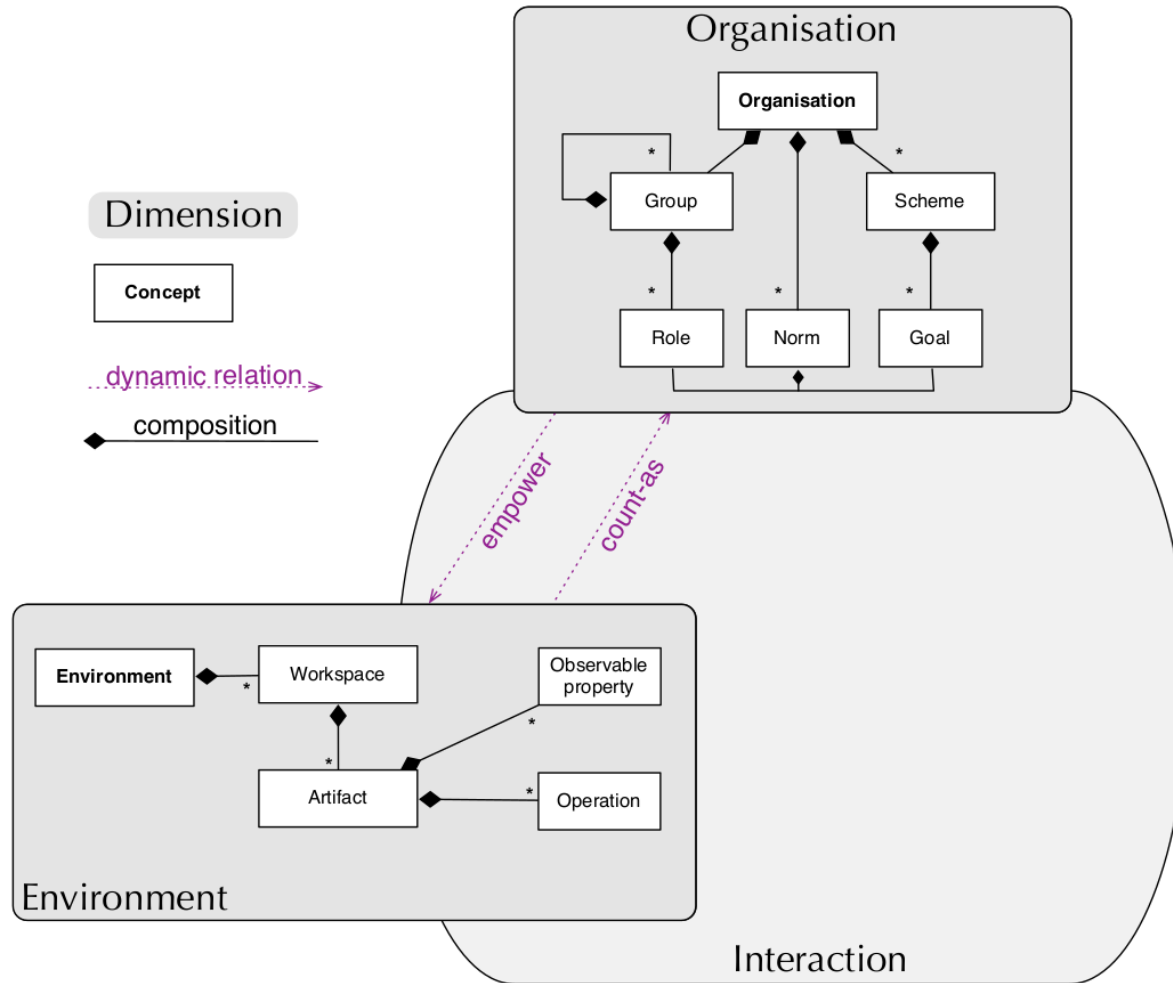 Organisation
Organisation
*
*
Group
Scheme
*
*
*
Role
Norm
Goal
Dimension
Concept
dynamic relation
composition
empower
count-as
Environment
*
Workspace
Observable
property
*
*
Artifact
*
Operation
Environment
Interaction